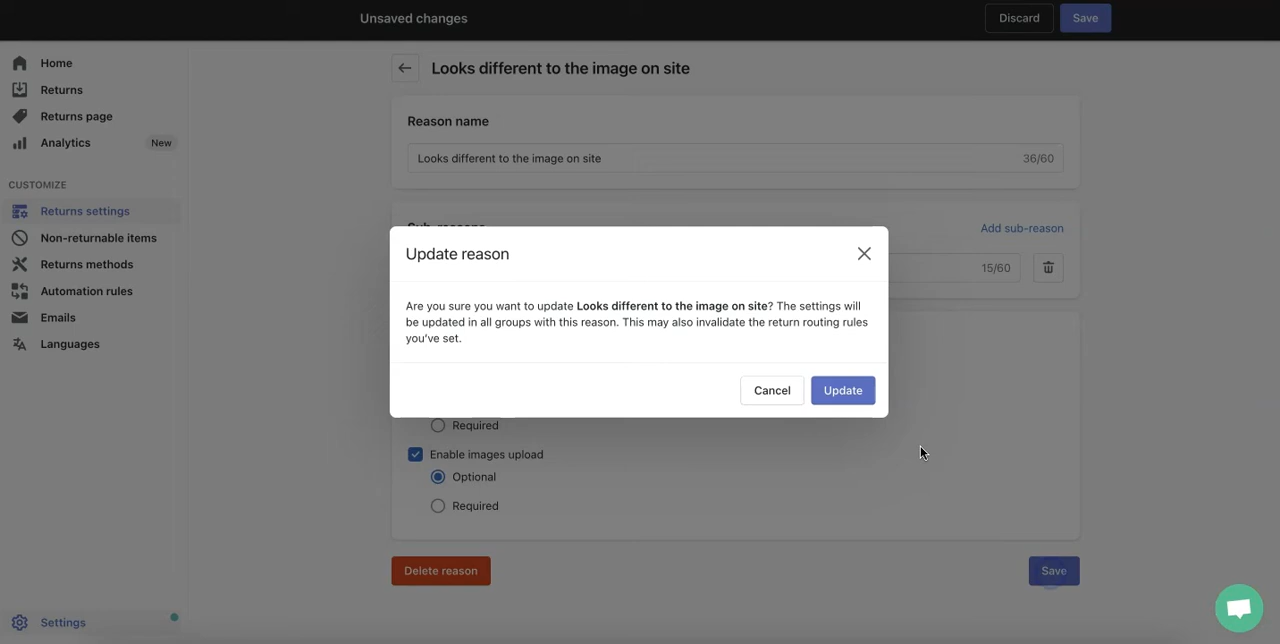 Unsaved changes
Discard
Save
Home
Returns
Returns page
Analytics
New
CUSTOMIZE
Returns settings
Non-returnable items
Returns methods
Automation rules
Emails
Languages
Settings
Looks different to the image on site
Reason name
Looks different to the image on site
36/60
Sub-reasons
Add sub-reason
15/60
Update reason
Are you sure you want to update Looks different to the image on site? The settings will
be updated in all groups with this reason. This may also invalidate the return routing rules
you've set.
Cancel
Update
Required
Enable images upload
Optional
Required
Delete reason
Save